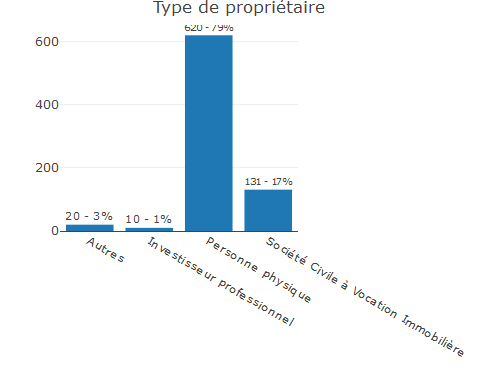 Type de propriétaire
620 - 79%
600
400
200
0
131 - 17%
20 - 3%
10 - 1%
Autres
Investisseur professionnel
Personne physique
Société Civile à Vocation Immobilière